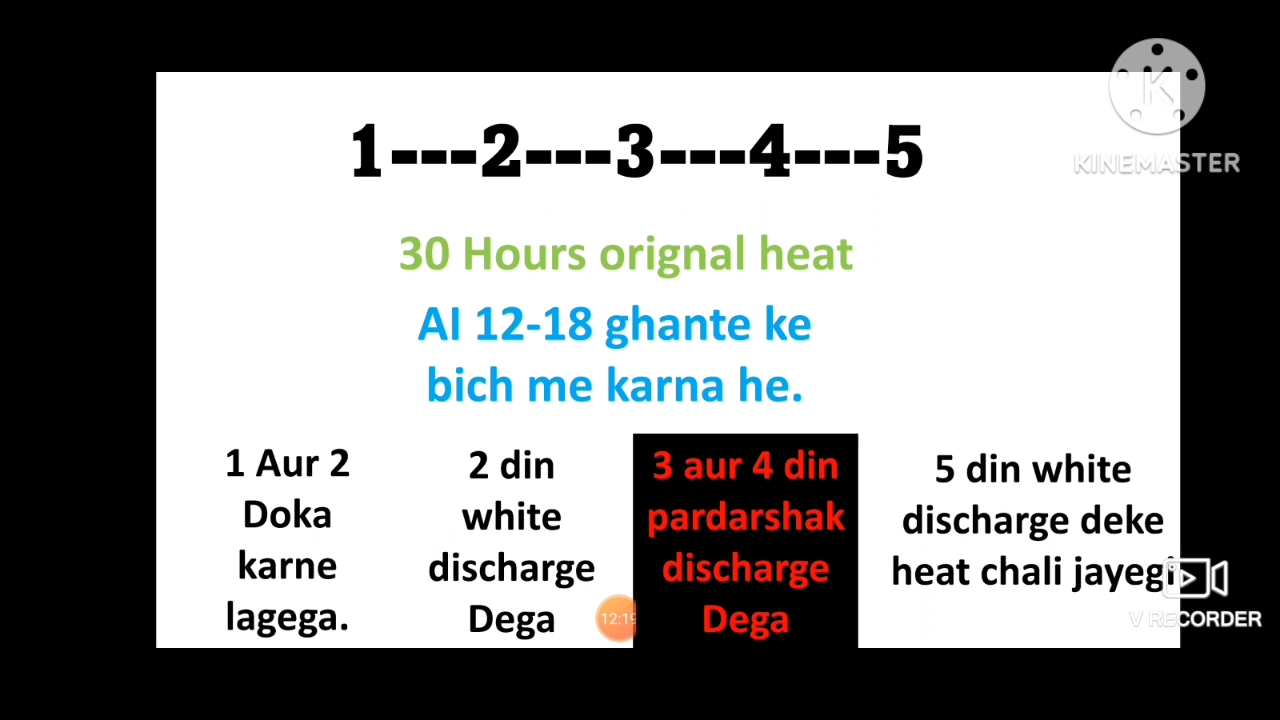 1---2---3---4---5
KINEMASTER
30 Hours orignal heat
AI 12-18 ghante ke
bich me karna he.
1 Aur 2
Doka
karne
lagega.
2 din
white
discharge
Dega
12:19
3 aur 4 din
pardarshak
discharge
Dega
5 din white
discharge deke
heat chali jayegi
V RECORDER